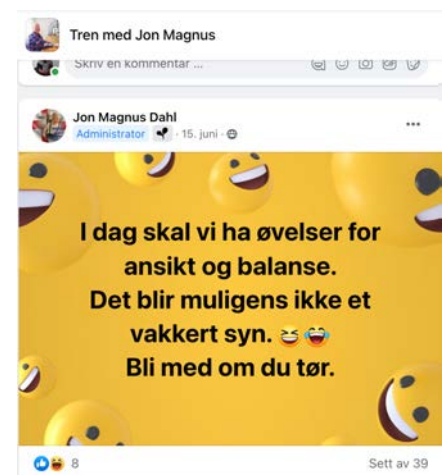 Tren med Jon Magnus
Skriv en kommentar ...
Jon Magnus Dahl
Administrator · 15. juni ·
I dag skal vi ha øvelser for
ansikt og balanse.
Det blir muligens ikke et
vakkert syn. 😆 😂
Bli med om du tør.
8
Sett av 39